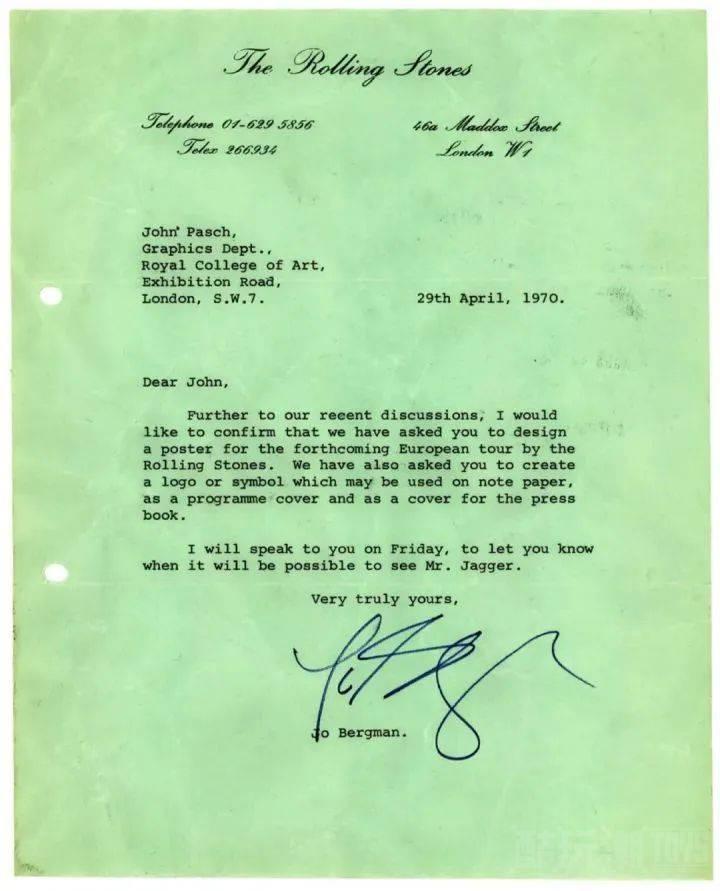 The Rolling Stones
Telephone 01-629 5856
Telex 266934
46a Maddox Street
London W1
John Pasch,
Graphics Dept.,
Royal College of Art,
Exhibition Road,
London, S.W.7.
29th April, 1970.
Dear John,
Further to our recent discussions, I would
like to confirm that we have asked you to design
a poster for the forthcoming European tour by the
Rolling Stones. We have also asked you to create
a logo or symbol which may be used on note paper,
as a programme cover and as a cover for the press
book.
I will speak to you on Friday, to let you know
when it will be possible to see Mr. Jagger.
Very truly yours,
Jo Bergman.